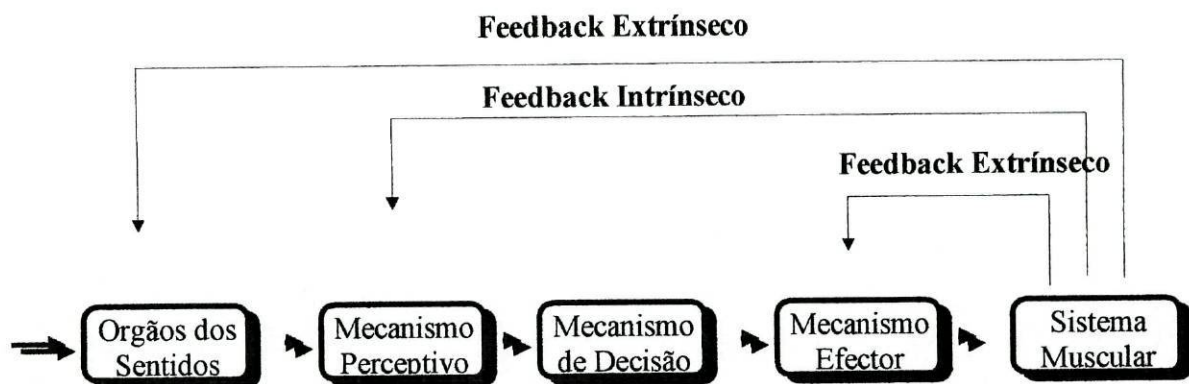 Feedback Extrínseco
Feedback Intrínseco
Feedback Extrínseco
Orgãos dos
Sentidos
Mecanismo
Perceptivo
Mecanismo
de Decisão
Mecanismo
Efector
Sistema
Muscular